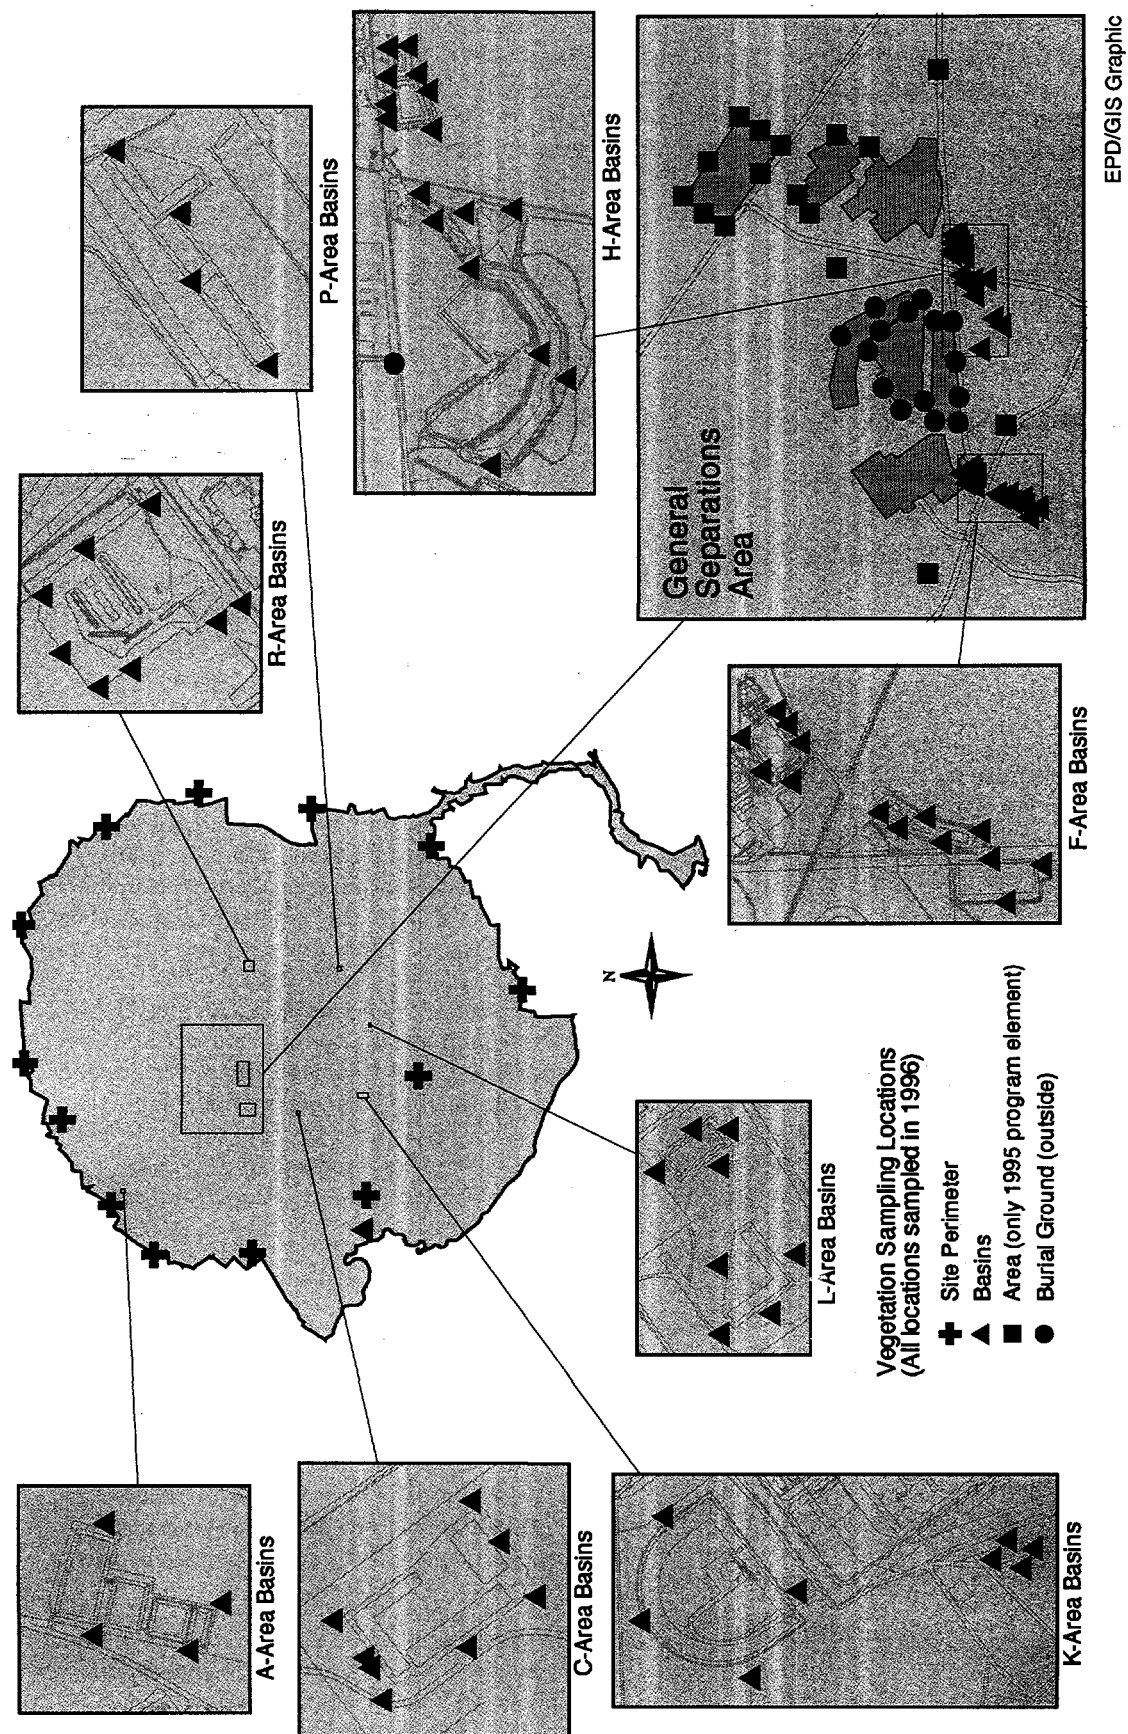 A-Area Basins
C-Area Basins
K-Area Basins
R-Area Basins
P-Area Basins
H-Area Basins
General
Separations
Area
L-Area Basins
F-Area Basins
N
Vegetation Sampling Locations
(All locations sampled in 1996)
Site Perimeter
Basins
Area (only 1995 program element)
Burial Ground (outside)
EPD/GIS Graphic